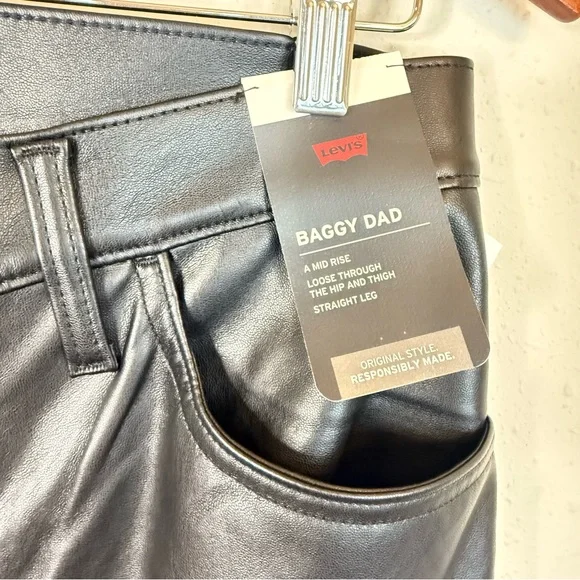 Levi's
BAGGY DAD
A MID RISE
LOOSE THROUGH
THE HIP AND THIGH
STRAIGHT LEG
ORIGINAL STYLE.
RESPONSIBLY MADE.